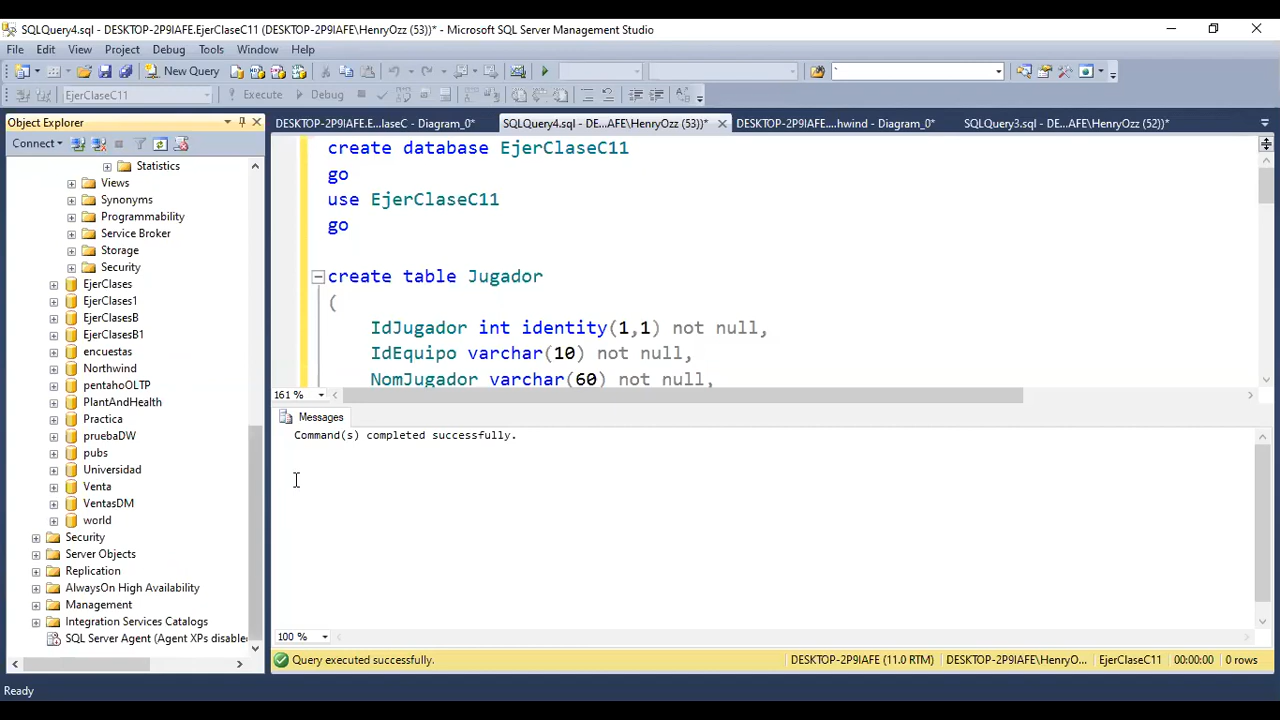 SQLQuery4.sql - DESKTOP-2P9IAFE.EjerClaseC11 (DESKTOP-2P9IAFE\HenryOzz (53))* - Microsoft SQL Server Management Studio
File Edit View Project Debug Tools Window Help
New Query
EjerClaseC11 Execute Debug
Object Explorer
DESKTOP-2P9IAFE.E...laseC - Diagram_0* SQLQuery4.sql - DE...AFE\HenryOzz (53))* DESKTOP-2P9IAFE....hwind - Diagram_0* SQLQuery3.sql - DE...AFE\HenryOzz (52))*
Connect
Statistics
Views
Synonyms
Programmability
Service Broker
Storage
Security
EjerClases
EjerClases1
EjerClasesB
EjerClasesB1
encuestas
Northwind
pentahoOLTP
PlantAndHealth
Practica
pruebaDW
pubs
Universidad
Venta
VentasDM
world
Security
Server Objects
Replication
AlwaysOn High Availability
Management
Integration Services Catalogs
SQL Server Agent (Agent XPs disable
create database EjerClaseC11
go
use EjerClaseC11
go
create table Jugador
(
IdJugador int identity(1,1) not null,
IdEquipo varchar(10) not null,
NomJugador varchar(60) not null,
161 %
Messages
Command(s) completed successfully.
100 %
Query executed successfully. DESKTOP-2P9IAFE (11.0 RTM) DESKTOP-2P9IAFE\HenryO... EjerClaseC11 00:00:00 0 rows
Ready